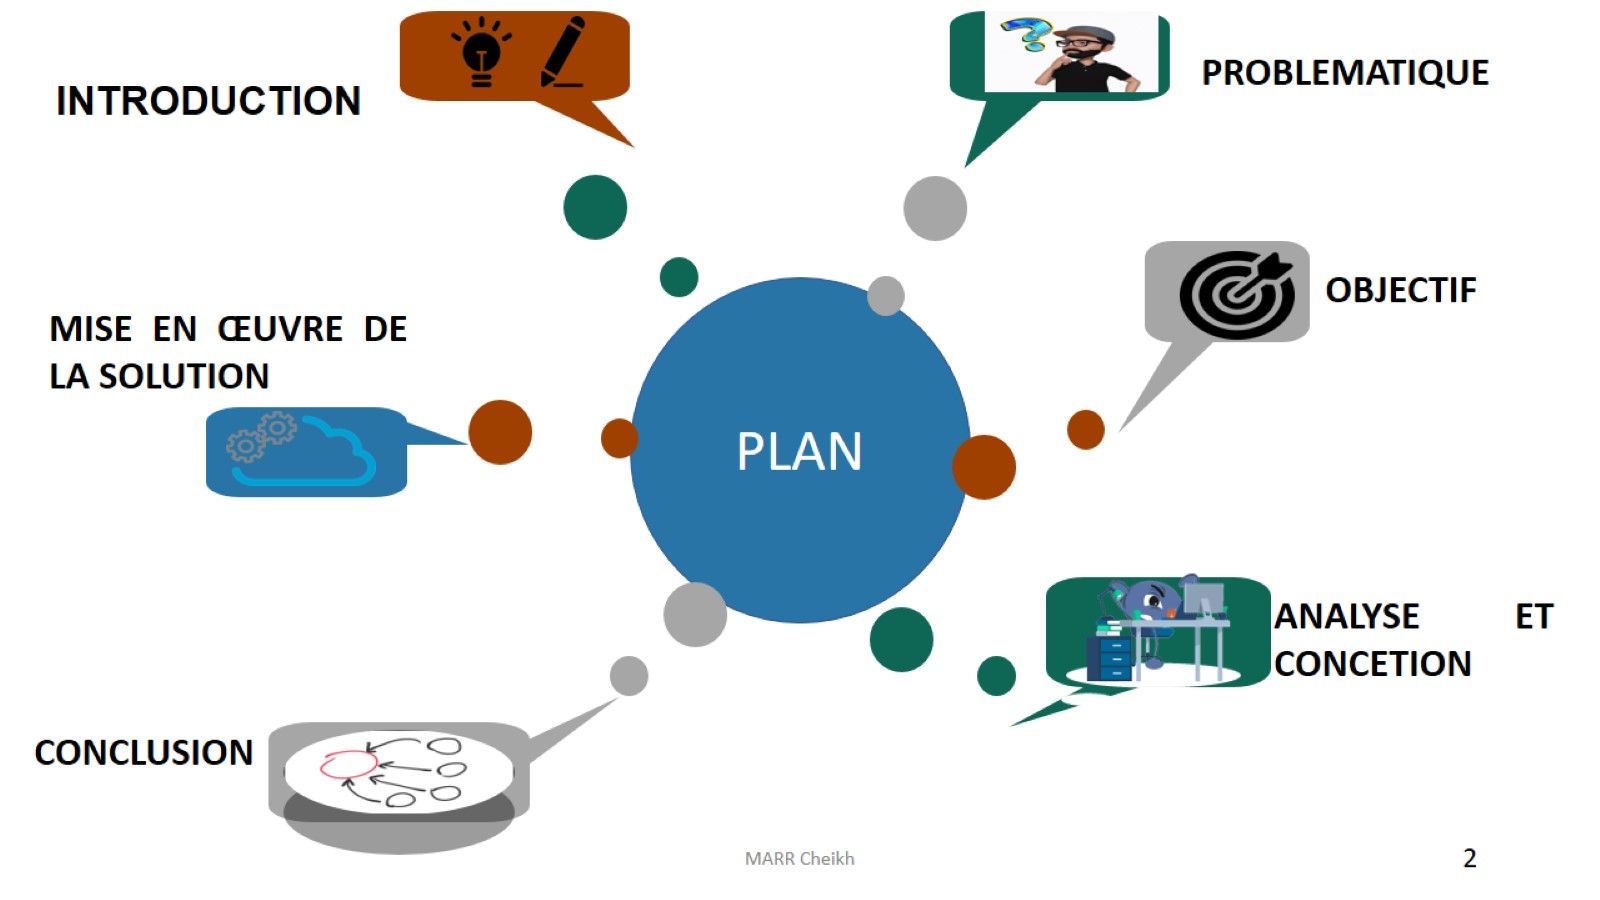 INTRODUCTION
PROBLEMATIQUE
OBJECTIF
MISE EN ŒUVRE DE
LA SOLUTION
PLAN
ANALYSE ET
CONCETION
CONCLUSION
MARR Cheikh
2